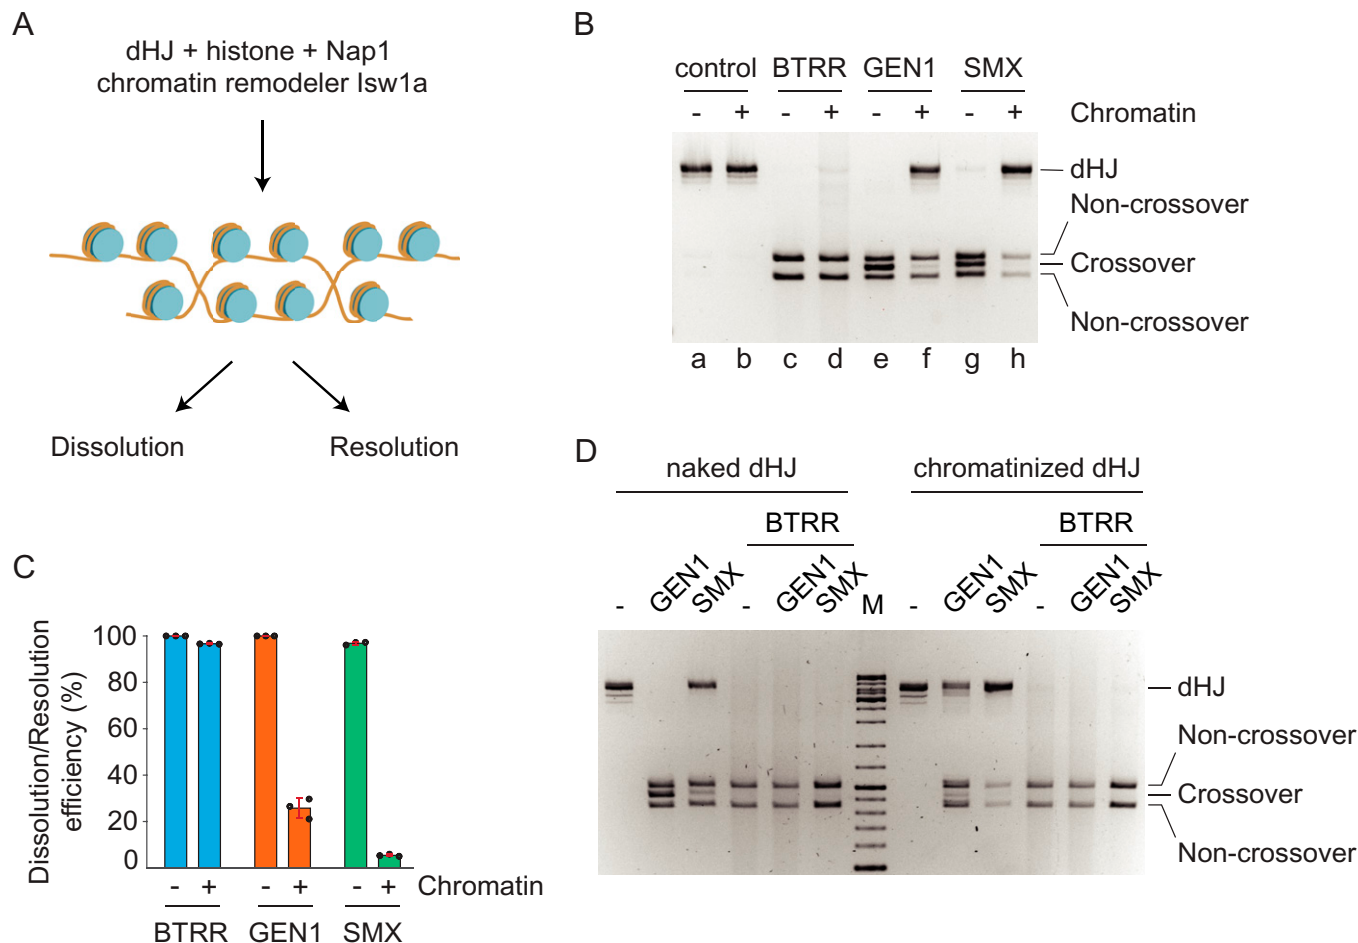 A
dHJ + histone + Nap1
chromatin remodeler Isw1a
Dissolution
Resolution
B
control BTRR GEN1 SMX
- + - + - + - + Chromatin
dHJ
Non-crossover
Crossover
Non-crossover
a b c d e f g h
C
Dissolution/Resolution
efficiency (%)
100
80
60
40
20
0
- + - + - + Chromatin
BTRR GEN1 SMX
D
naked dHJ chromatinized dHJ
BTRR BTRR
- GEN1 SMX - GEN1 SMX M - GEN1 SMX - GEN1 SMX
dHJ
Non-crossover
Crossover
Non-crossover